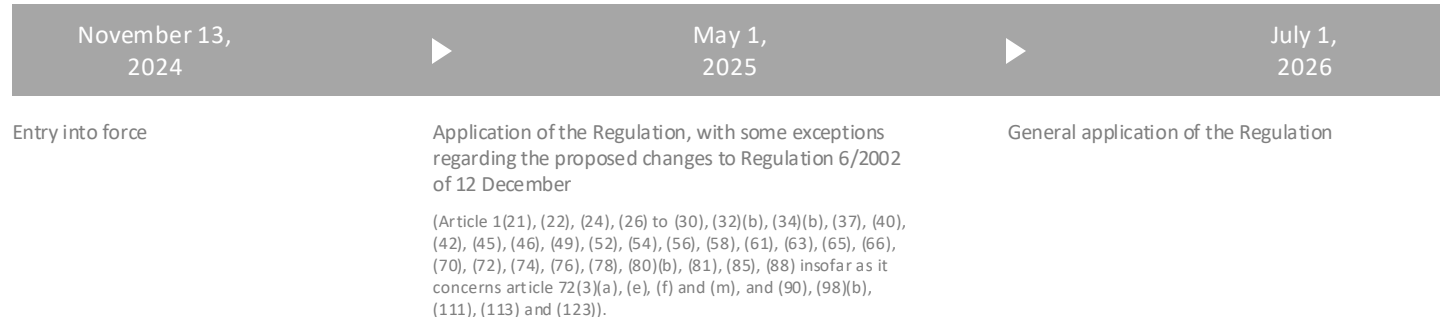 November 13,
2024
May 1,
2025
July 1,
2026
Entry into force
Application of the Regulation, with some exceptions
regarding the proposed changes to Regulation 6/2002
of 12 December
(Article 1(21), (22), (24), (26) to (30), (32)(b), (34)(b), (37), (40),
(42), (45), (46), (49), (52), (54), (56), (58), (61), (63), (65), (66),
(70), (72), (74), (76), (78), (80)(b), (81), (85), (88) insofar as it
concerns article 72(3)(a), (e), (f) and (m), and (90), (98)(b),
(111), (113) and (123)).
General application of the Regulation